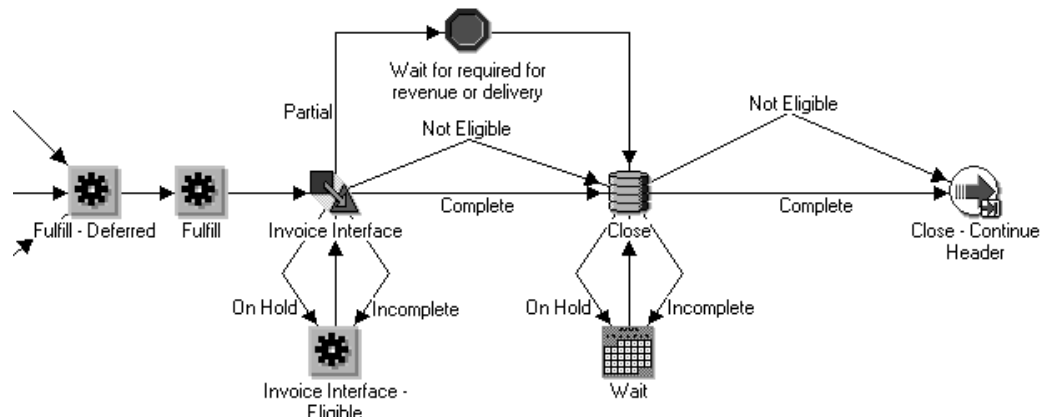 Wait for required for
revenue or delivery
Partial
Not Eligible
Not Eligible
Complete
Complete
Fulfill - Deferred
Fulfill
Invoice Interface
Close
Close - Continue
Header
On Hold
Incomplete
On Hold
Incomplete
Invoice Interface -
Eligible
Wait